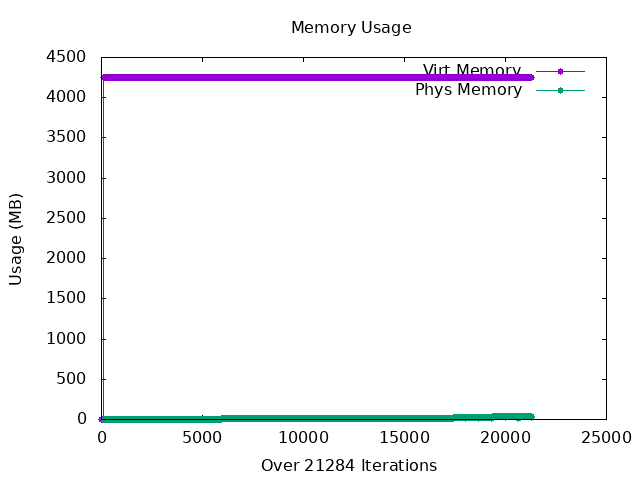 Memory Usage
4500
4000
3500
3000
2500
2000
1500
1000
500
0
Usage (MB)
Virt Memory
Phys Memory
0 5000 10000 15000 20000 25000
Over 21284 Iterations